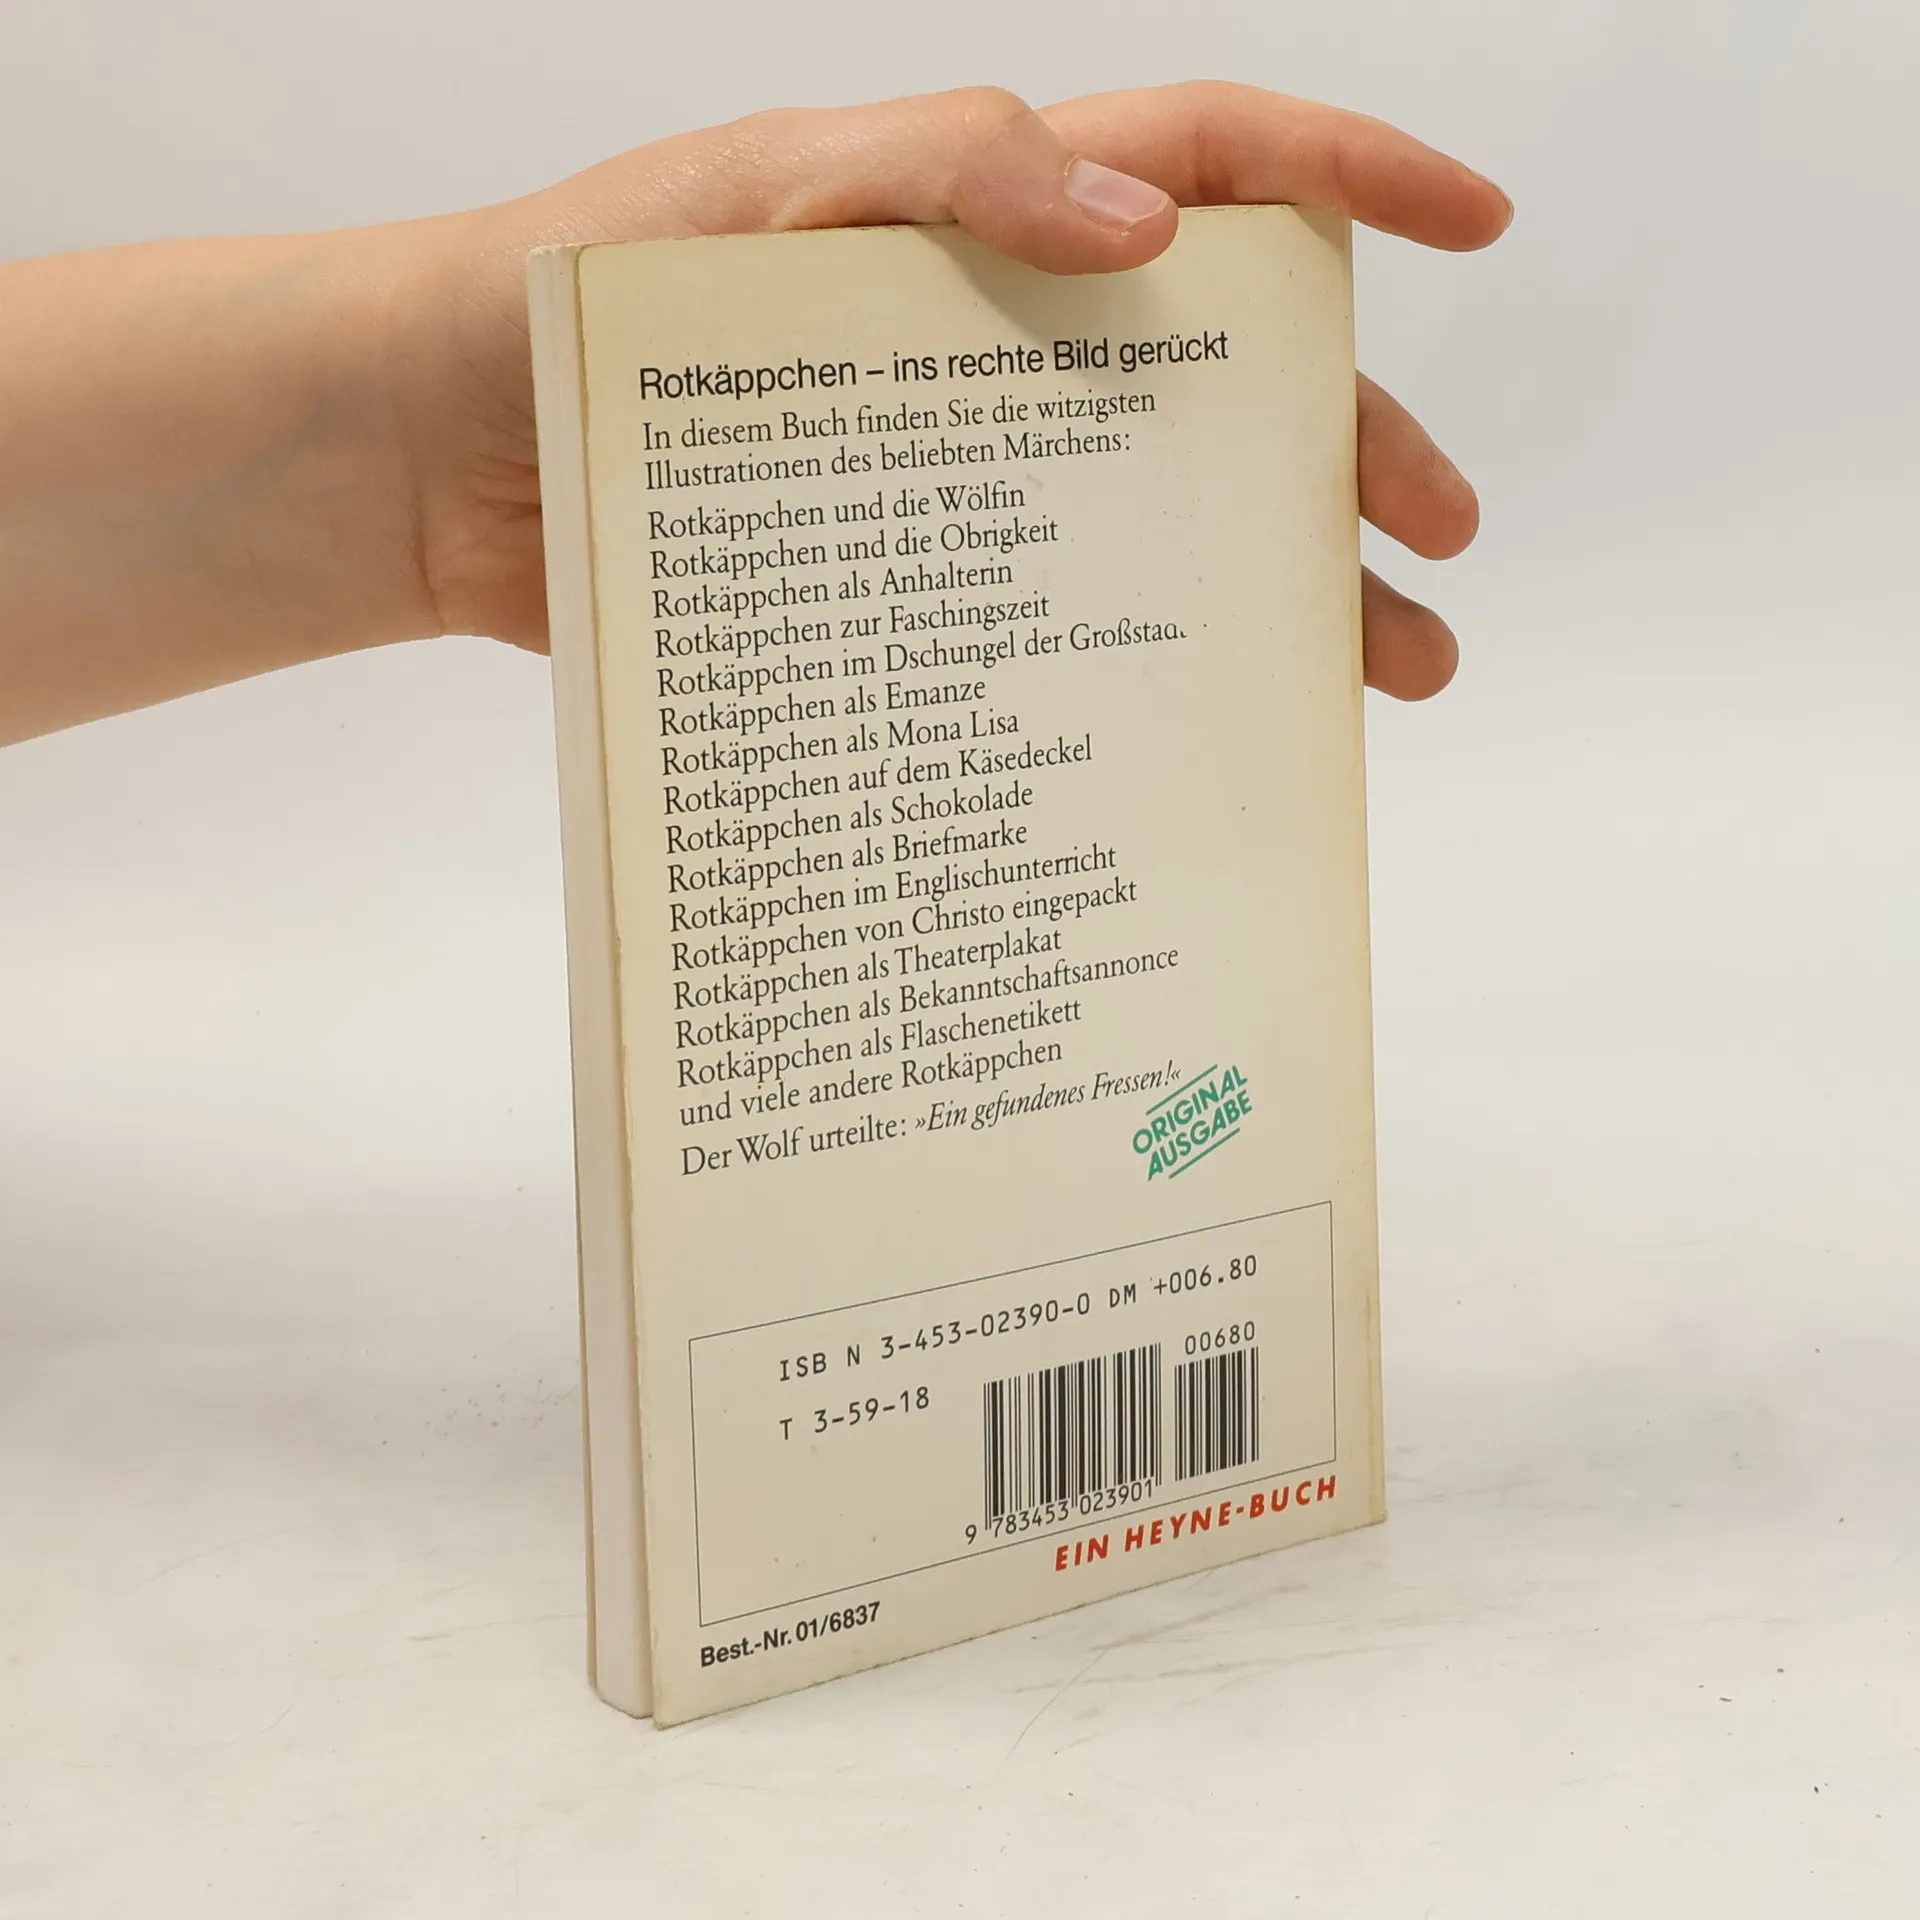 Rotkäppchen – ins rechte Bild gerückt
In diesem Buch finden Sie die witzigsten
Illustrationen des beliebten Märchens:
Rotkäppchen und die Wölfin
Rotkäppchen und die Obrigkeit
Rotkäppchen als Anhalterin
Rotkäppchen zur Faschingszeit
Rotkäppchen im Dschungel der
Rotkäppchen als Emanze
Rotkäppchen als Mona Lisa
Rotkäppchen auf dem Käsedeckel
Rotkäppchen als Schokolade
Rotkäppchen als Briefmarke
Rotkäppchen im Englischunterricht
Rotkäppchen von Christo eingepackt
Rotkäppchen als Theaterplakat
Rotkäppchen als Bekanntschaftsannonce
Rotkäppchen als Flaschenetikett
und viele andere Rotkäppchen
Der Wolf urteilte: »Ein gefundenes Fressen!«
ORIGINAL
AUSGABE
ISB N 3-453-02390-0 DM +006.80
T 3-59-18
00680
9 783453 023901
EIN HEYNE-BUCH
Best.-Nr. 01/6837